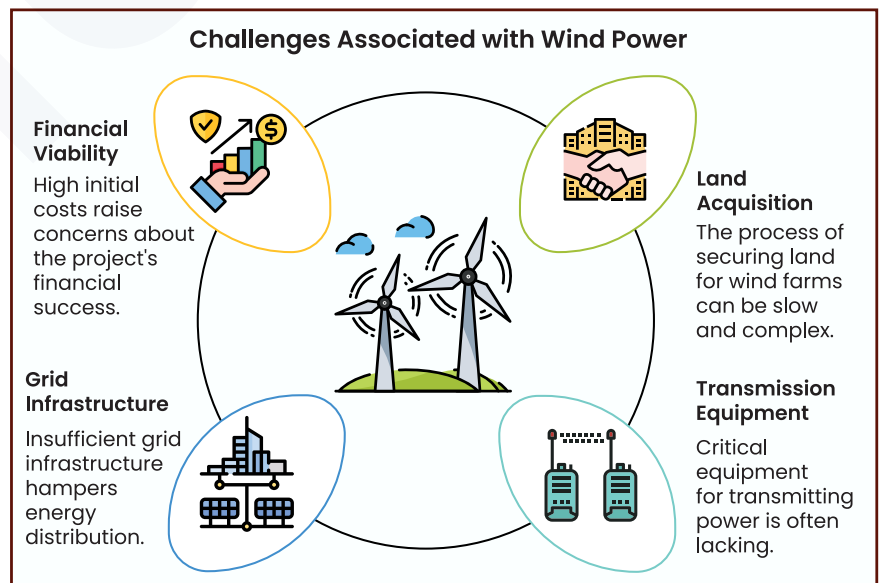 Challenges Associated with Wind Power
Financial
Viability
High initial
costs raise
concerns about
the project's
financial
success.
Land
Acquisition
The process of
securing land
for wind farms
can be slow
and complex.
Grid
Infrastructure
Insufficient grid
infrastructure
hampers
energy
distribution.
Transmission
Equipment
Critical
equipment
for transmitting
power is often
lacking.